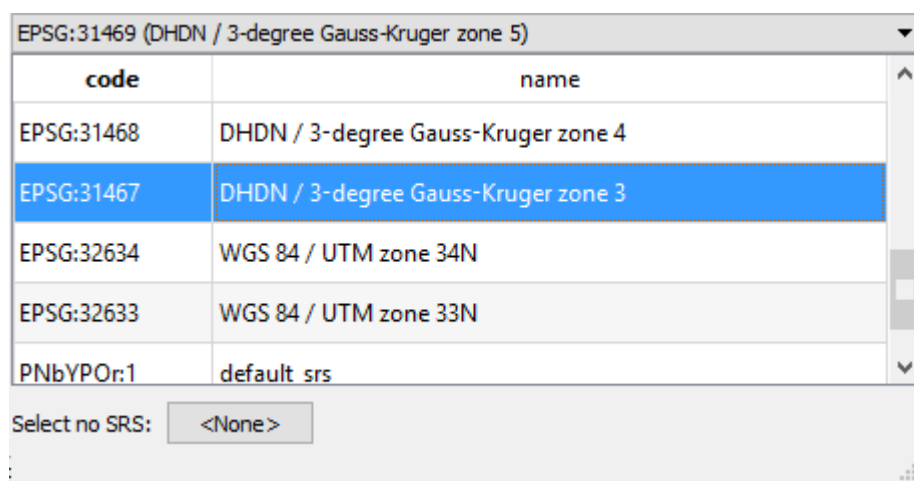 EPSG:31469 (DHDN / 3-degree Gauss-Kruger zone 5)
code name
EPSG:31468 DHDN / 3-degree Gauss-Kruger zone 4
EPSG:31467 DHDN / 3-degree Gauss-Kruger zone 3
EPSG:32634 WGS 84 / UTM zone 34N
EPSG:32633 WGS 84 / UTM zone 33N
PNbYPOr:1 default_srs
Select no SRS: <None>